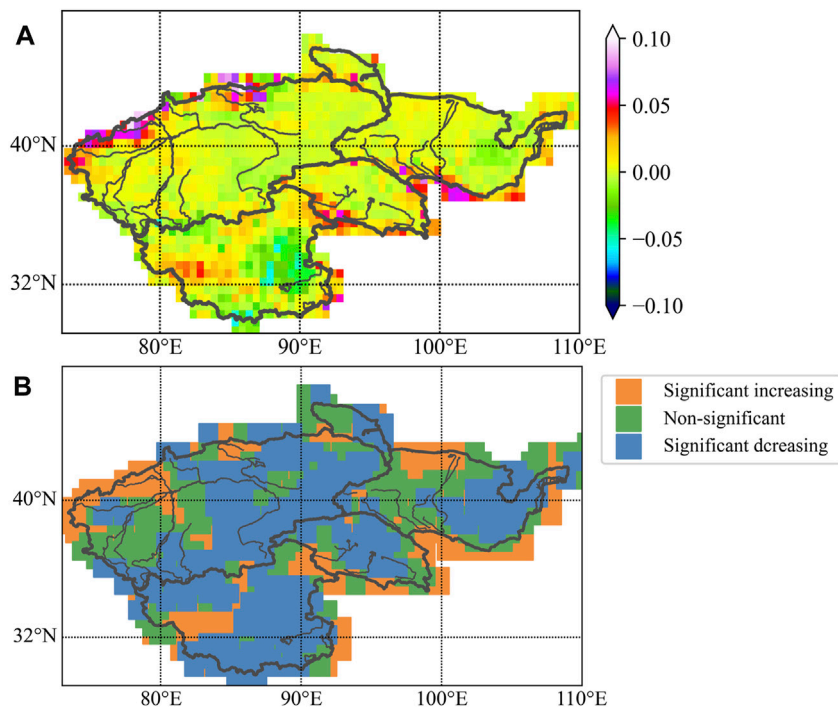 A
0.10
0.05
0.00
−0.05
−0.10
40°N
32°N
80°E
90°E
100°E
110°E
B
Significant increasing
Non-significant
Significant dcreasing
40°N
32°N
80°E
90°E
100°E
110°E